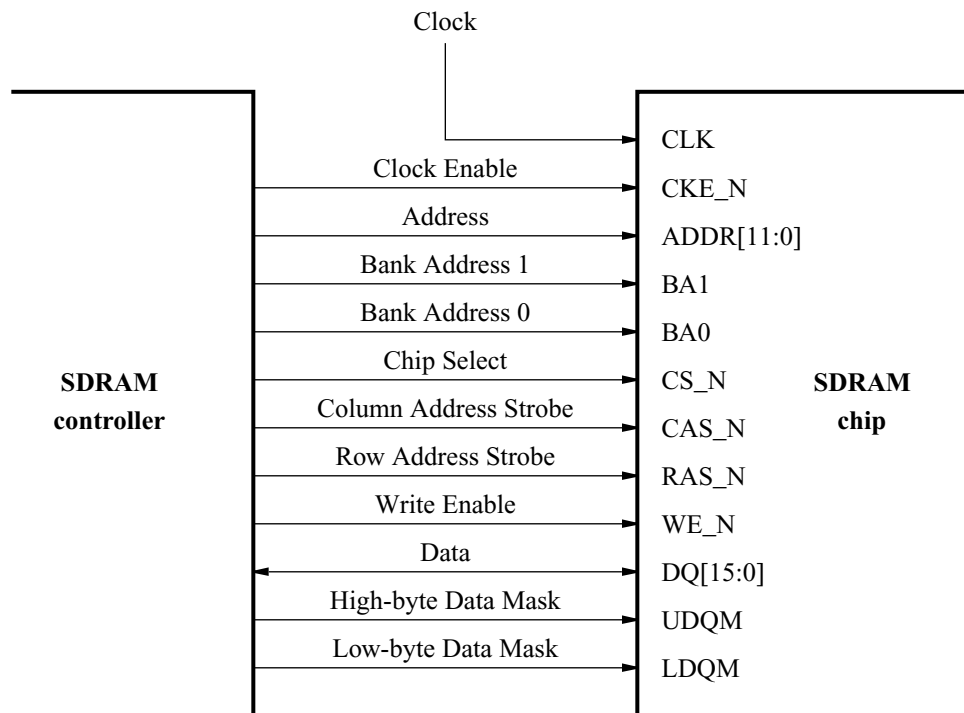 Clock
CLK
Clock Enable
CKE_N
Address
ADDR[11:0]
Bank Address 1
BA1
Bank Address 0
BA0
Chip Select
CS_N
SDRAM
controller
SDRAM
chip
Column Address Strobe
CAS_N
Row Address Strobe
RAS_N
Write Enable
WE_N
Data
DQ[15:0]
High-byte Data Mask
UDQM
Low-byte Data Mask
LDQM